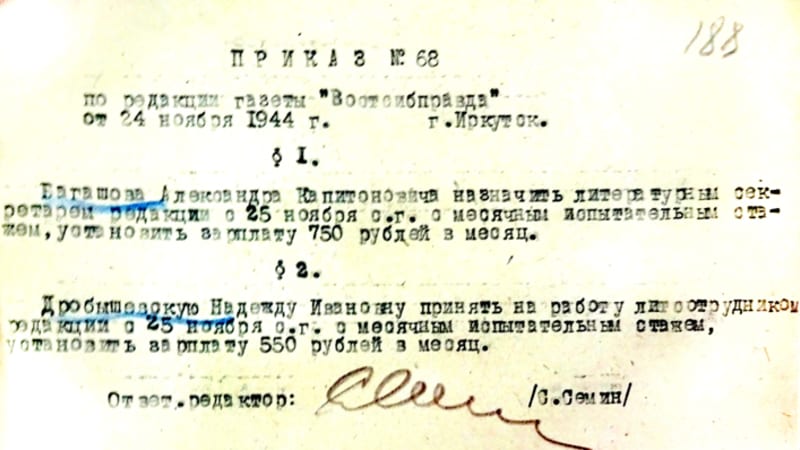 188
ПРИКАЗ № 68
по редакции газеты "Востсибправда"
от 24 ноября 1944 г. г.Иркутск.
§ 1.
Багашова Александра Капитоновича назначить литературным сек-
ретарем редакции с 25 ноября с.г. с месячным испытательным ста-
жем, установить зарплату 750 рублей в месяц.
§ 2.
Дробышевскую Надежду Ивановну принять на работу литсотрудником
редакции с 25 ноября с.г. с месячным испытательным стажем,
установить зарплату 550 рублей в месяц.
Ответ.редактор: /С.Семин/